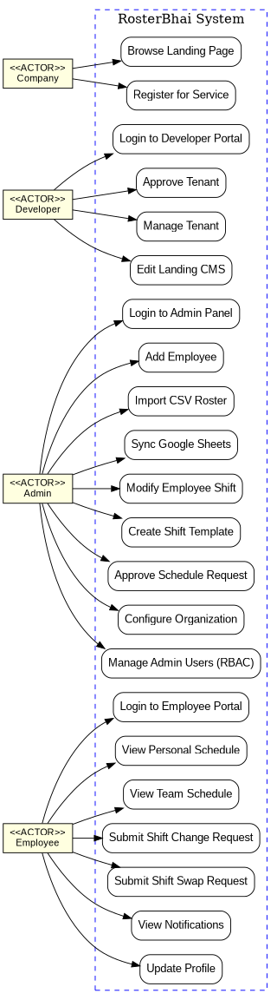 RosterBhai System
Browse Landing Page
<<ACTOR>>
Company
Register for Service
Login to Developer Portal
Approve Tenant
<<ACTOR>>
Developer
Manage Tenant
Edit Landing CMS
Login to Admin Panel
Add Employee
Import CSV Roster
Sync Google Sheets
<<ACTOR>>
Admin
Modify Employee Shift
Create Shift Template
Approve Schedule Request
Configure Organization
Manage Admin Users (RBAC)
Login to Employee Portal
View Personal Schedule
View Team Schedule
<<ACTOR>>
Employee
Submit Shift Change Request
Submit Shift Swap Request
View Notifications
Update Profile